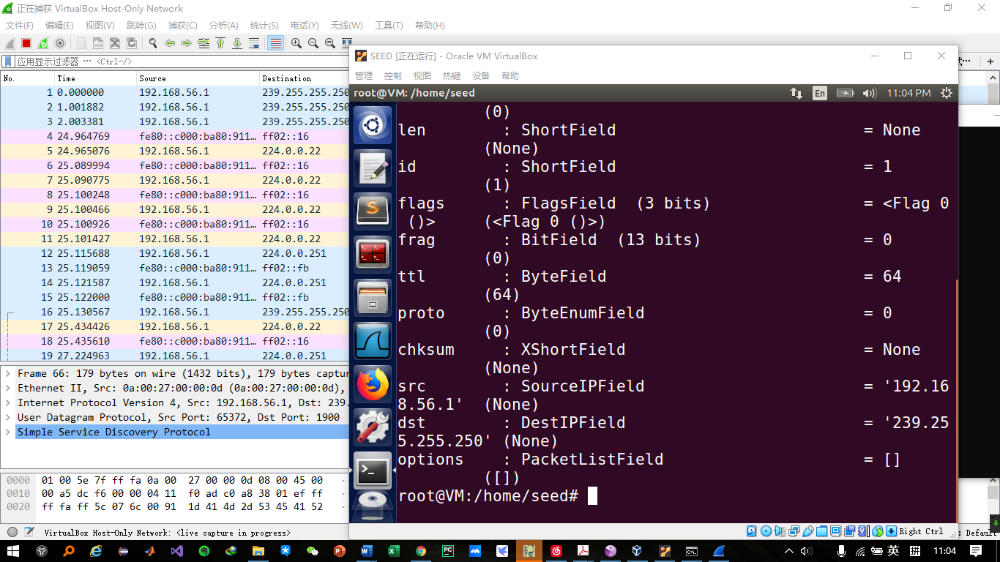 正在捕获 VirtualBox Host-Only Network
文件(F) 编辑(E) 视图(V) 跳转(G) 捕获(C) 分析(A) 统计(S) 电话(Y) 无线(W) 工具(T) 帮助(H)
应用显示过滤器 … <Ctrl-/>
No. Time Source Destination
1 0.000000 192.168.56.1 239.255.255.250
2 1.001882 192.168.56.1 239.255.255.250
3 2.003381 192.168.56.1 239.255.255.250
4 24.964769 fe80::c000:ba80:911… ff02::16
5 24.965076 192.168.56.1 224.0.0.22
6 25.089994 fe80::c000:ba80:911… ff02::16
7 25.090775 192.168.56.1 224.0.0.22
8 25.100248 fe80::c000:ba80:911… ff02::16
9 25.100466 192.168.56.1 224.0.0.22
10 25.100926 fe80::c000:ba80:911… ff02::16
11 25.101427 192.168.56.1 224.0.0.22
12 25.115688 192.168.56.1 224.0.0.251
13 25.119059 fe80::c000:ba80:911… ff02::fb
14 25.121587 192.168.56.1 224.0.0.251
15 25.122000 fe80::c000:ba80:911… ff02::fb
16 25.130567 192.168.56.1 239.255.255.250
17 25.434426 192.168.56.1 224.0.0.22
18 25.435610 fe80::c000:ba80:911… ff02::16
19 27.224963 192.168.56.1 224.0.0.251
Frame 66: 179 bytes on wire (1432 bits), 179 bytes captur
Ethernet II, Src: 0a:00:27:00:00:0d (0a:00:27:00:00:0d),
Internet Protocol Version 4, Src: 192.168.56.1, Dst: 239.
User Datagram Protocol, Src Port: 65372, Dst Port: 1900
Simple Service Discovery Protocol
0000 01 00 5e 7f ff fa 0a 00 27 00 00 0d 08 00 45 00
0010 00 a5 dc f6 00 00 04 11 f0 ad c0 a8 38 01 ef ff
0020 ff fa ff 5c 07 6c 00 91 1d 41 4d 2d 53 45 41 52
VirtualBox Host-Only Network: <live capture in progress>
Default
SEED [正在运行] - Oracle VM VirtualBox
管理 控制 视图 热键 设备 帮助
root@VM: /home/seed En 11:04 PM
(0)
len : ShortField = None
(None)
id : ShortField = 1
(1)
flags : FlagsField (3 bits) = <Flag 0
()> (<Flag 0 ()>)
frag : BitField (13 bits) = 0
(0)
ttl : ByteField = 64
(64)
proto : ByteEnumField = 0
(0)
chksum : XShortField = None
(None)
src : SourceIPField = '192.16
8.56.1' (None)
dst : DestIPField = '239.25
5.255.250' (None)
options : PacketListField = []
([])
root@VM:/home/seed#
Right Ctrl
英 拼 11:04